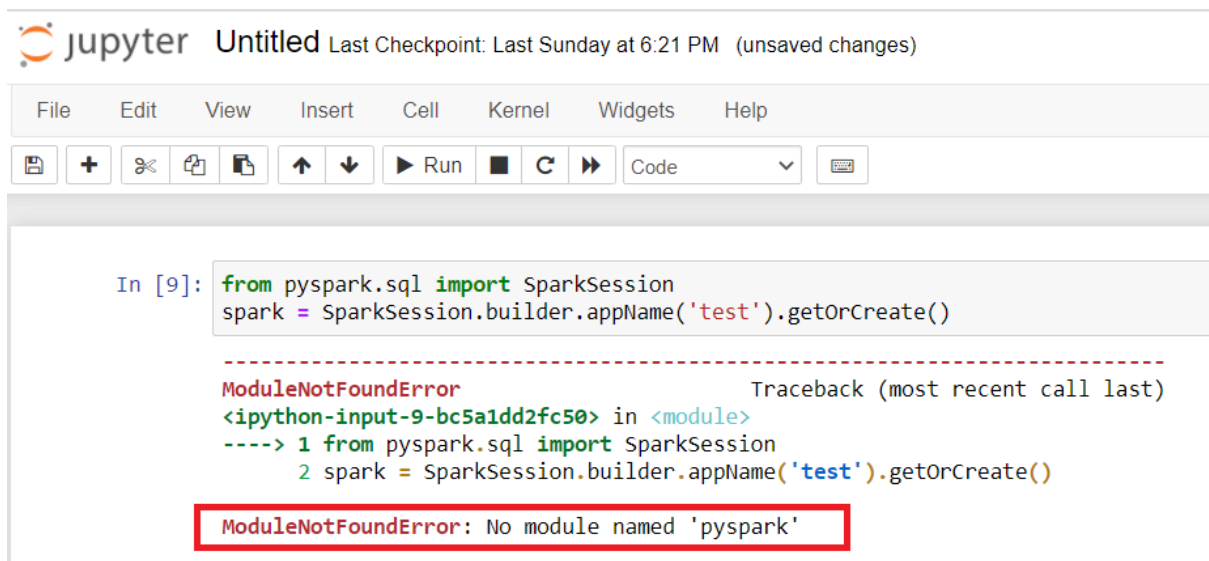 jupyter Untitled Last Checkpoint: Last Sunday at 6:21 PM (unsaved changes)
File Edit View Insert Cell Kernel Widgets Help
Run Code
In [9]: from pyspark.sql import SparkSession
spark = SparkSession.builder.appName('test').getOrCreate()
---------------------------------------------------------------------------
ModuleNotFoundError Traceback (most recent call last)
<ipython-input-9-bc5a1dd2fc50> in <module>
----> 1 from pyspark.sql import SparkSession
2 spark = SparkSession.builder.appName('test').getOrCreate()
ModuleNotFoundError: No module named 'pyspark'